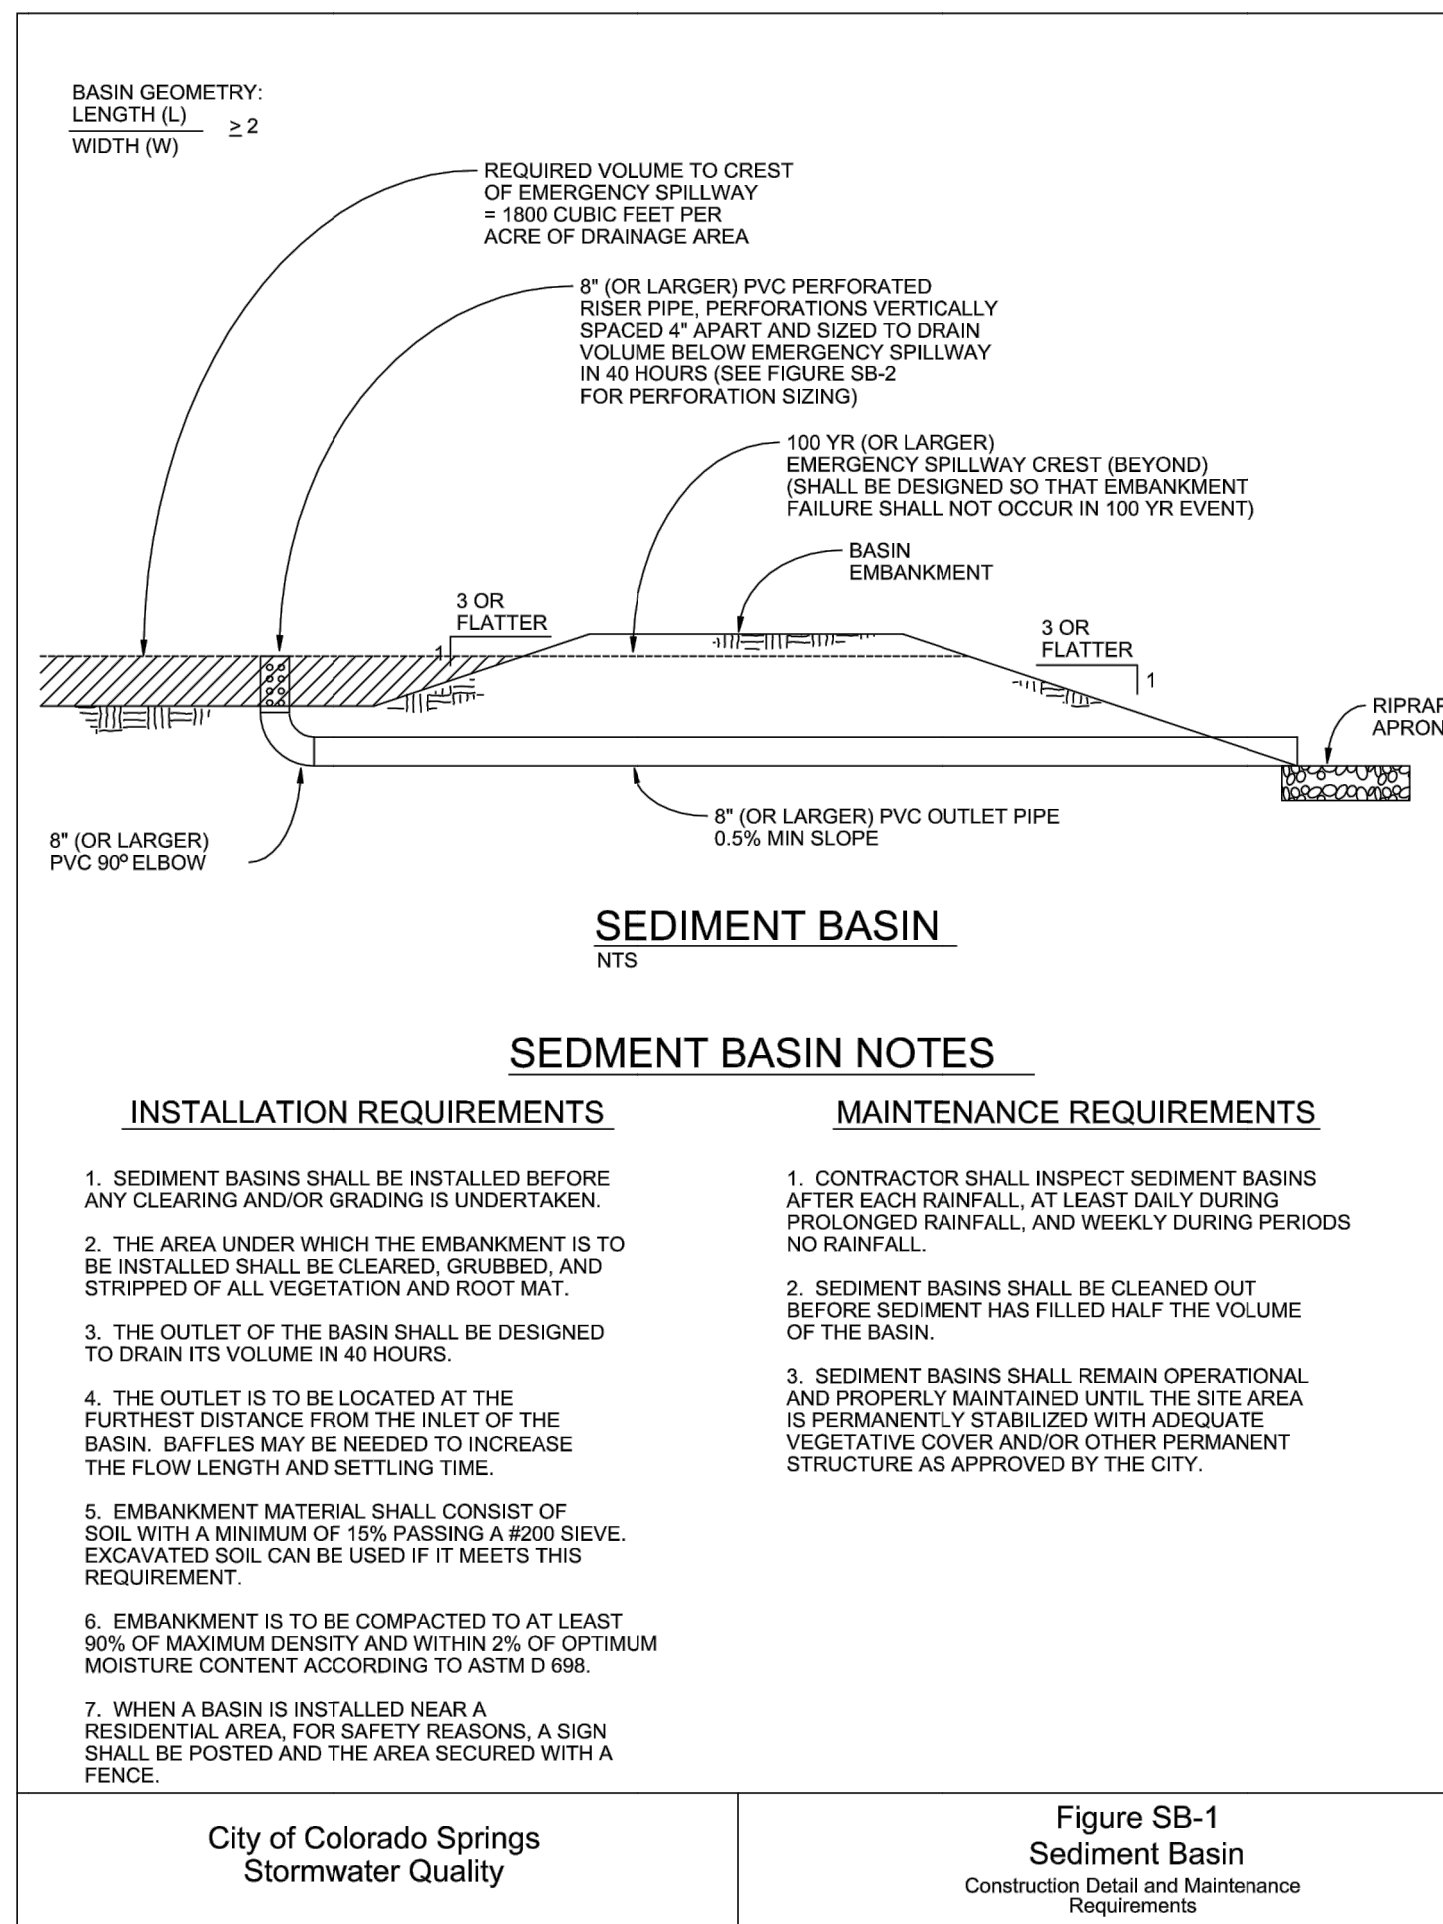 BASIN GEOMETRY:
LENGTH (L)
WIDTH (W)
≥ 2
REQUIRED VOLUME TO CREST
OF EMERGENCY SPILLWAY
= 1800 CUBIC FEET PER
ACRE OF DRAINAGE AREA
8" (OR LARGER) PVC PERFORATED
RISER PIPE, PERFORATIONS VERTICALLY
SPACED 4" APART AND SIZED TO DRAIN
VOLUME BELOW EMERGENCY SPILLWAY
IN 40 HOURS (SEE FIGURE SB-2
FOR PERFORATION SIZING)
100 YR (OR LARGER)
EMERGENCY SPILLWAY CREST (BEYOND)
(SHALL BE DESIGNED SO THAT EMBANKMENT
FAILURE SHALL NOT OCCUR IN 100 YR EVENT)
BASIN
EMBANKMENT
3 OR
FLATTER
1
3 OR
FLATTER
1
RIPRAP
APRON
8" (OR LARGER) PVC OUTLET PIPE
0.5% MIN SLOPE
8" (OR LARGER)
PVC 90º ELBOW
SEDIMENT BASIN
NTS
SEDMENT BASIN NOTES
INSTALLATION REQUIREMENTS
1. SEDIMENT BASINS SHALL BE INSTALLED BEFORE
ANY CLEARING AND/OR GRADING IS UNDERTAKEN.
2. THE AREA UNDER WHICH THE EMBANKMENT IS TO
BE INSTALLED SHALL BE CLEARED, GRUBBED, AND
STRIPPED OF ALL VEGETATION AND ROOT MAT.
3. THE OUTLET OF THE BASIN SHALL BE DESIGNED
TO DRAIN ITS VOLUME IN 40 HOURS.
4. THE OUTLET IS TO BE LOCATED AT THE
FURTHEST DISTANCE FROM THE INLET OF THE
BASIN. BAFFLES MAY BE NEEDED TO INCREASE
THE FLOW LENGTH AND SETTLING TIME.
5. EMBANKMENT MATERIAL SHALL CONSIST OF
SOIL WITH A MINIMUM OF 15% PASSING A #200 SIEVE.
EXCAVATED SOIL CAN BE USED IF IT MEETS THIS
REQUIREMENT.
6. EMBANKMENT IS TO BE COMPACTED TO AT LEAST
90% OF MAXIMUM DENSITY AND WITHIN 2% OF OPTIMUM
MOISTURE CONTENT ACCORDING TO ASTM D 698.
7. WHEN A BASIN IS INSTALLED NEAR A
RESIDENTIAL AREA, FOR SAFETY REASONS, A SIGN
SHALL BE POSTED AND THE AREA SECURED WITH A
FENCE.
MAINTENANCE REQUIREMENTS
1. CONTRACTOR SHALL INSPECT SEDIMENT BASINS
AFTER EACH RAINFALL, AT LEAST DAILY DURING
PROLONGED RAINFALL, AND WEEKLY DURING PERIODS
NO RAINFALL.
2. SEDIMENT BASINS SHALL BE CLEANED OUT
BEFORE SEDIMENT HAS FILLED HALF THE VOLUME
OF THE BASIN.
3. SEDIMENT BASINS SHALL REMAIN OPERATIONAL
AND PROPERLY MAINTAINED UNTIL THE SITE AREA
IS PERMANENTLY STABILIZED WITH ADEQUATE
VEGETATIVE COVER AND/OR OTHER PERMANENT
STRUCTURE AS APPROVED BY THE CITY.
City of Colorado Springs
Stormwater Quality
Figure SB-1
Sediment Basin
Construction Detail and Maintenance
Requirements